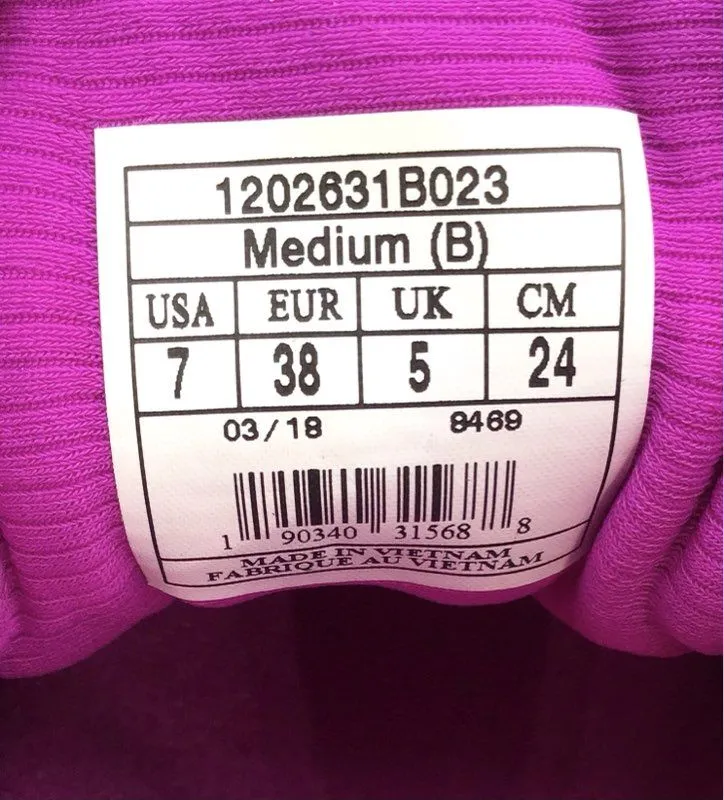 1202631B023
Medium (B)
USA EUR UK CM
7 38 5 24
03/18 8469
1 90340 31568 8
MADE IN VIETNAM
FABRIQUE AU VIETNAM